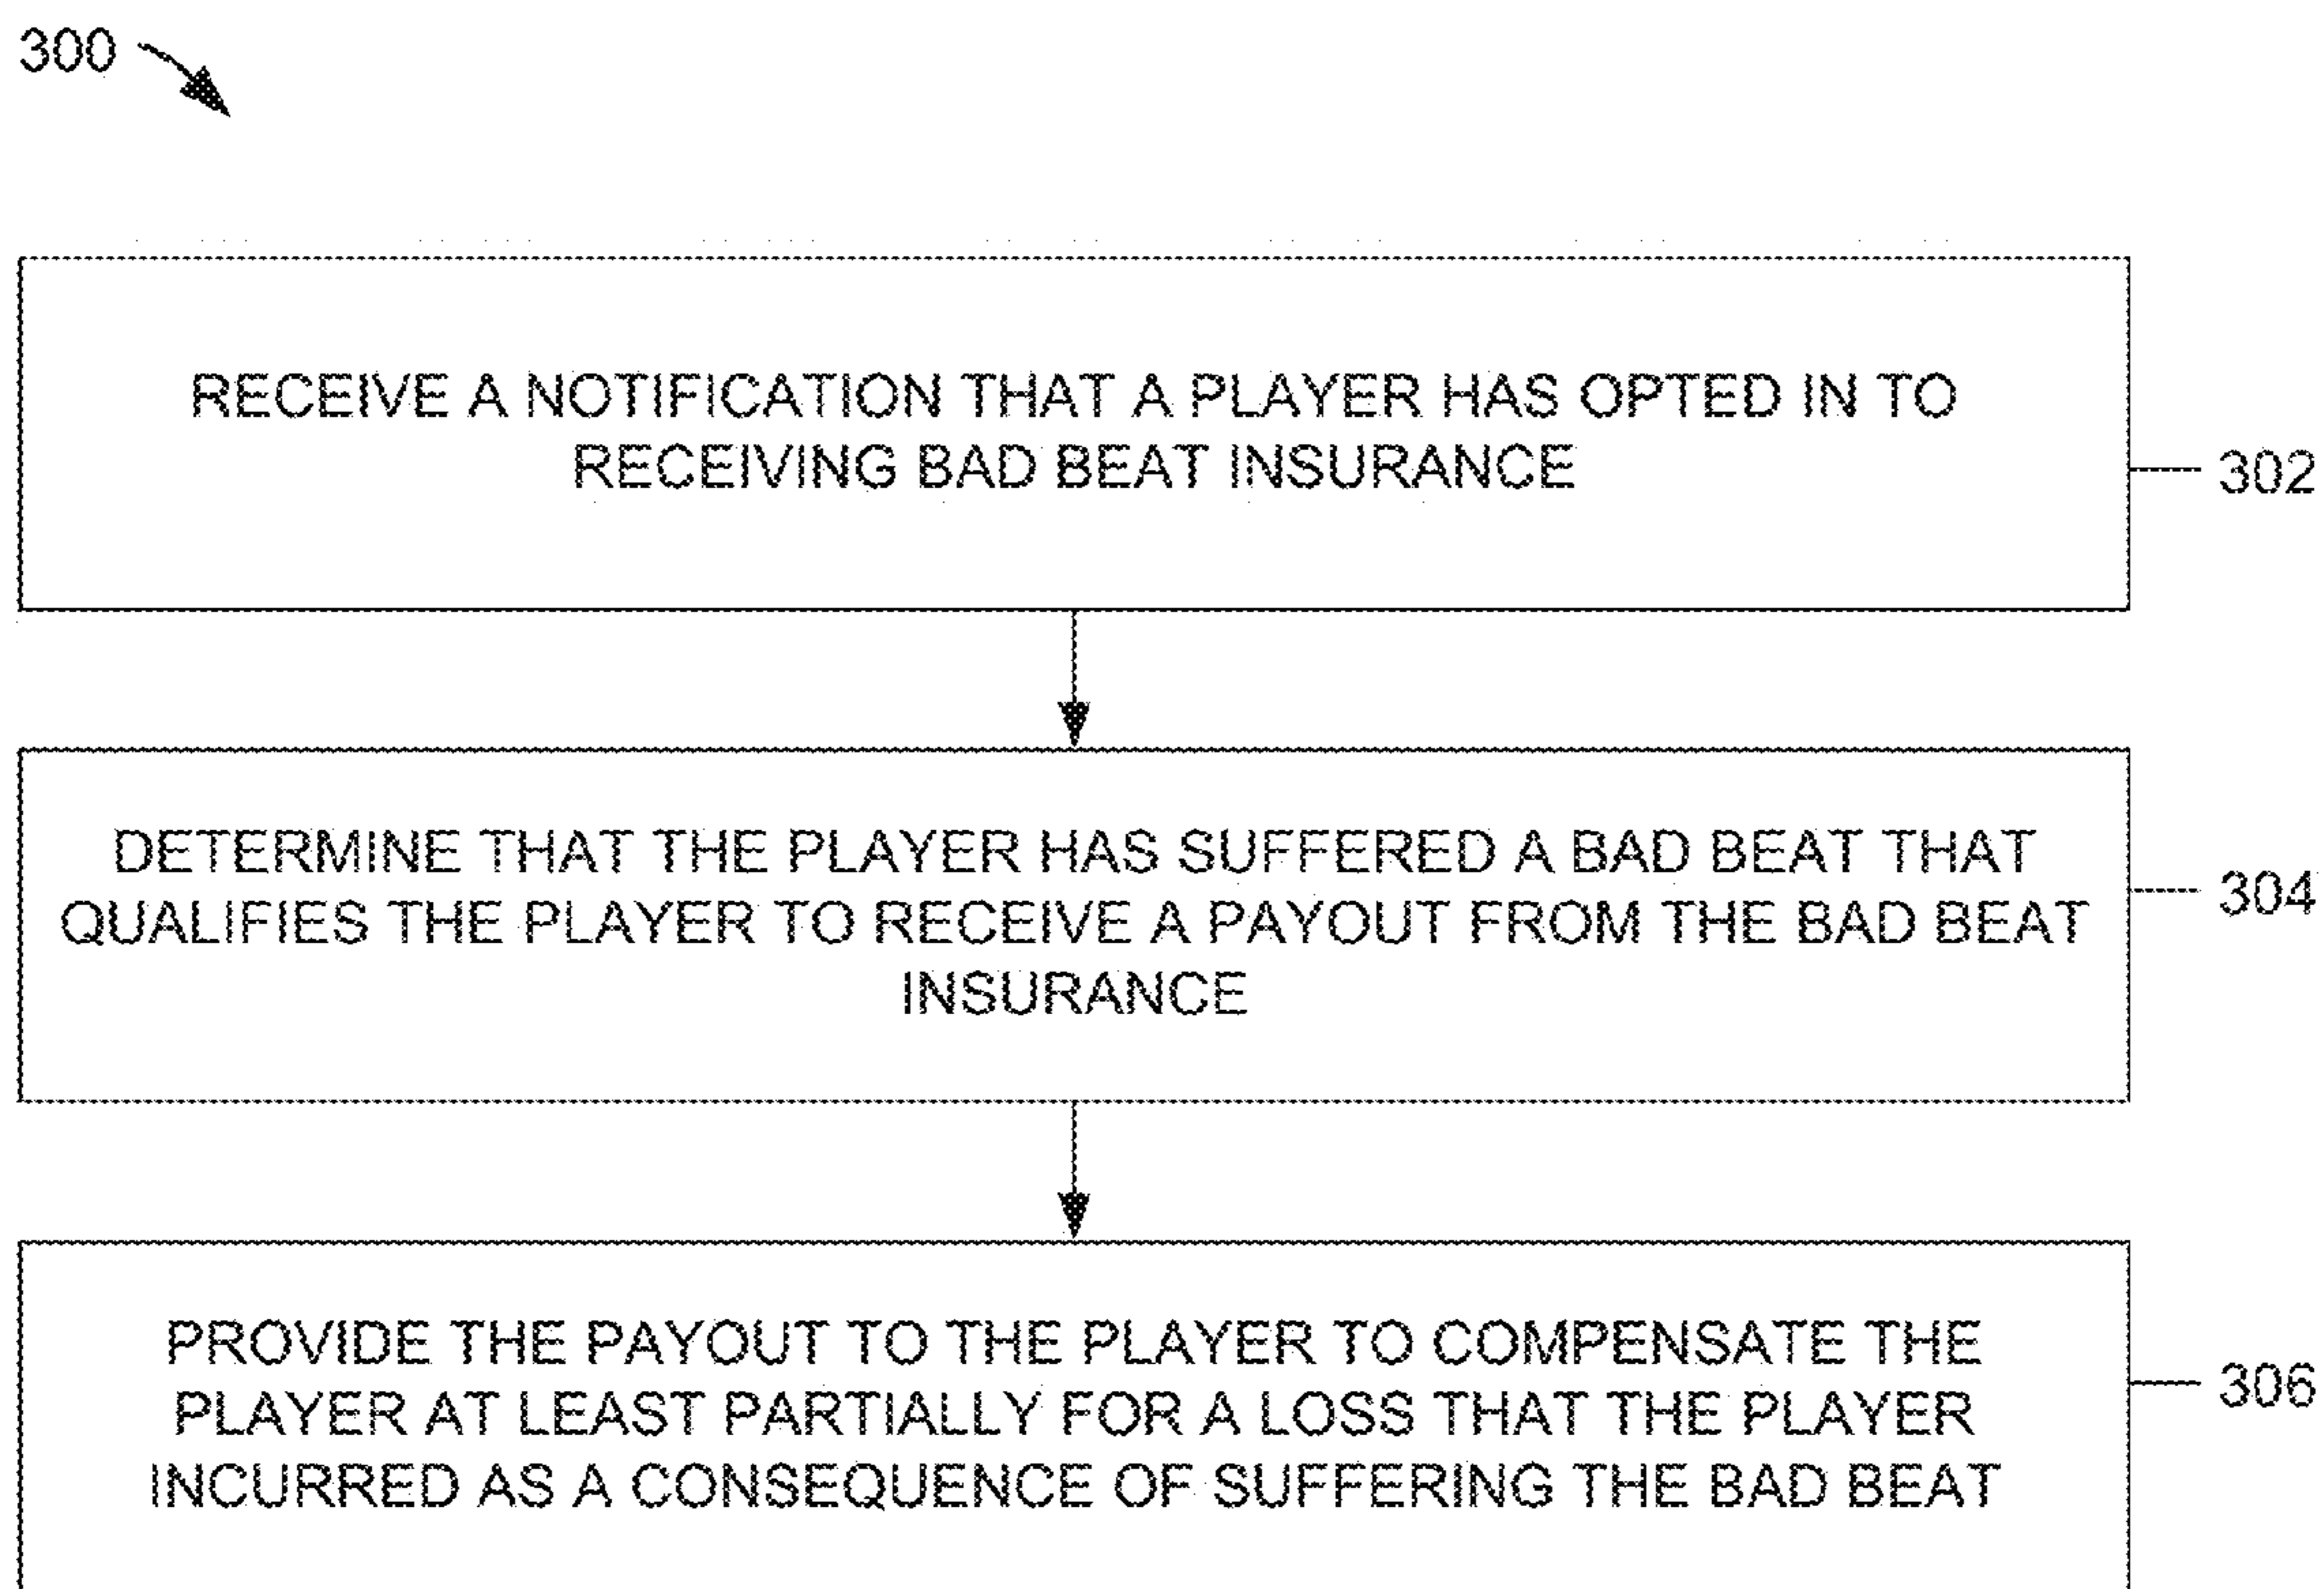 300
RECEIVE A NOTIFICATION THAT A PLAYER HAS OPTED IN TO
RECEIVING BAD BEAT INSURANCE
302
DETERMINE THAT THE PLAYER HAS SUFFERED A BAD BEAT THAT
QUALIFIES THE PLAYER TO RECEIVE A PAYOUT FROM THE BAD BEAT
INSURANCE
304
PROVIDE THE PAYOUT TO THE PLAYER TO COMPENSATE THE
PLAYER AT LEAST PARTIALLY FOR A LOSS THAT THE PLAYER
INCURRED AS A CONSEQUENCE OF SUFFERING THE BAD BEAT
306